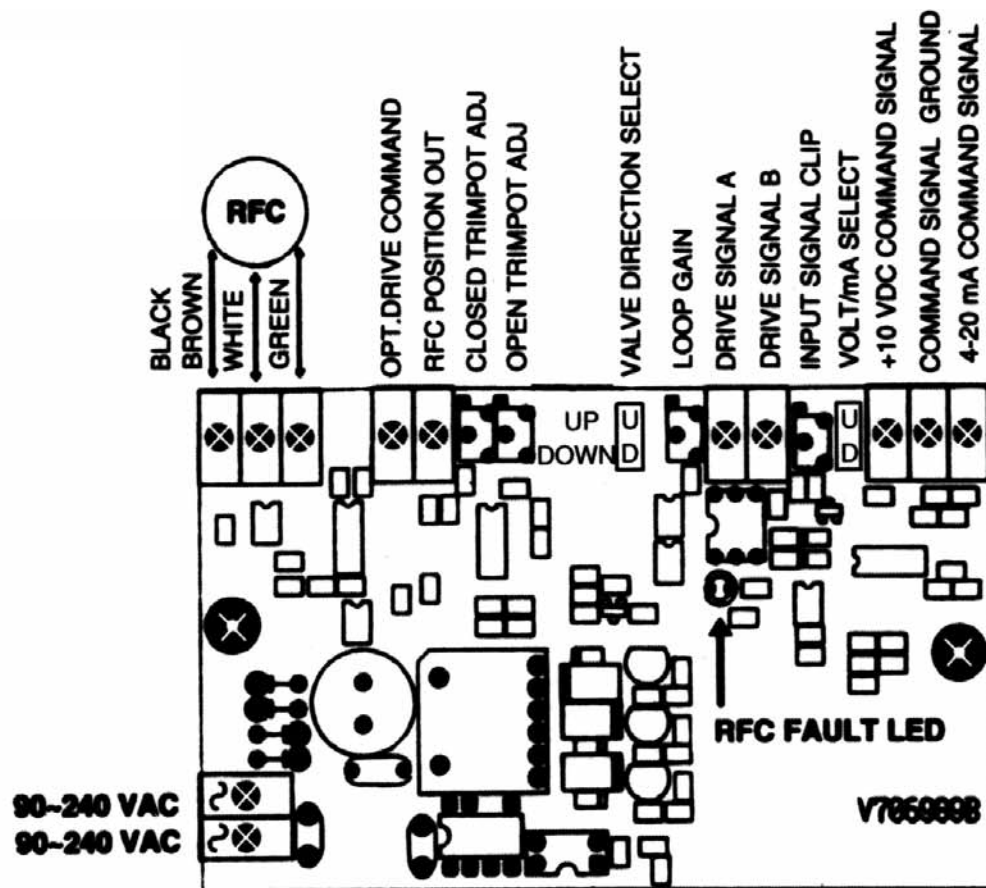 RFC
BLACK
BROWN
WHITE
GREEN
OPT.DRIVE COMMAND
RFC POSITION OUT
CLOSED TRIMPOT ADJ
OPEN TRIMPOT ADJ
VALVE DIRECTION SELECT
LOOP GAIN
DRIVE SIGNAL A
DRIVE SIGNAL B
INPUT SIGNAL CLIP
VOLT/mA SELECT
+10 VDC COMMAND SIGNAL
COMMAND SIGNAL GROUND
4-20 mA COMMAND SIGNAL
UP U
DOWN D
U
D
RFC FAULT LED
90~240 VAC
90~240 VAC